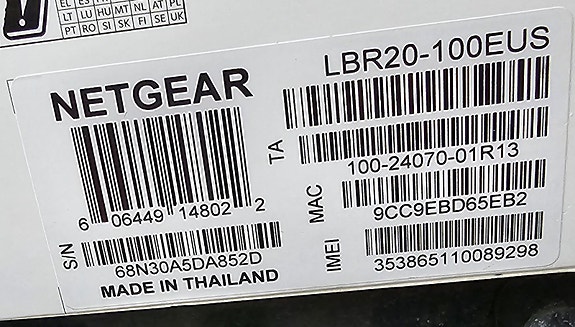 EL ES
LT LU HU MT NL AT PL
PT RO SI SK FI SE UK
NETGEAR
LBR20-100EUS
6 06449 14802 2
TA
100-24070-01R13
MAC
9CC9EBD65EB2
S/N
68N30A5DA852D
IMEI
353865110089298
MADE IN THAILAND